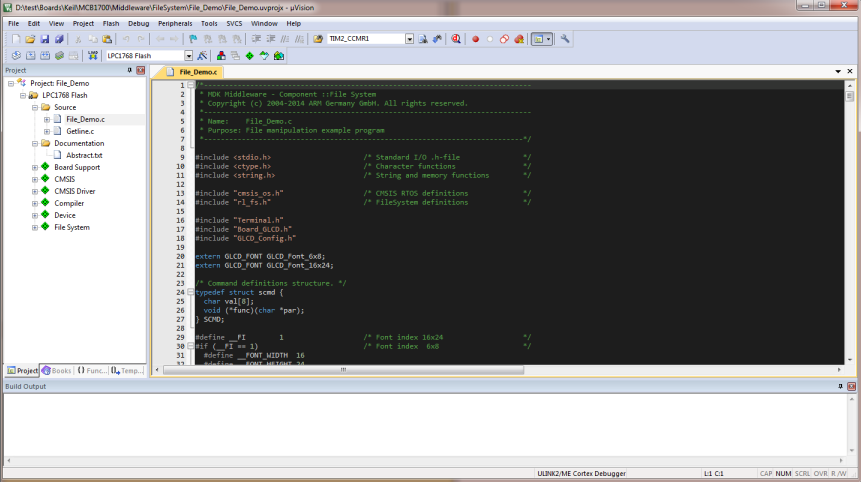 D:\test\Boards\Keil\MCB1700\Middleware\FileSystem\File_Demo\File_Demo.uvprojx - µVision
File Edit View Project Flash Debug Peripherals Tools SVCS Window Help
TIM2_CCMR1
LOAD LPC1768 Flash
Project
Project: File_Demo
LPC1768 Flash
Source
File_Demo.c
Getline.c
Documentation
Abstract.txt
Board Support
CMSIS
CMSIS Driver
Compiler
Device
File System
Project Books {} Func... Temp...
File_Demo.c
1 /*----------------------------------------------------------------------------
2 * MDK Middleware - Component ::File System
3 * Copyright (c) 2004-2014 ARM Germany GmbH. All rights reserved.
4 *----------------------------------------------------------------------------
5 * Name: File_Demo.c
6 * Purpose: File manipulation example program
7 *---------------------------------------------------------------------------*/
8
9 #include <stdio.h> /* Standard I/O .h-file */
10 #include <ctype.h> /* Character functions */
11 #include <string.h> /* String and memory functions */
12
13 #include "cmsis_os.h" /* CMSIS RTOS definitions */
14 #include "rl_fs.h" /* FileSystem definitions */
15
16 #include "Terminal.h"
17 #include "Board_GLCD.h"
18 #include "GLCD_Config.h"
19
20 extern GLCD_FONT GLCD_Font_6x8;
21 extern GLCD_FONT GLCD_Font_16x24;
22
23 /* Command definitions structure. */
24 typedef struct scmd {
25 char val[8];
26 void (*func)(char *par);
27 } SCMD;
28
29 #define __FI 1 /* Font index 16x24 */
30 #if (__FI == 1) /* Font index 6x8 */
31 #define __FONT_WIDTH 16
32 #define __FONT_HEIGHT 24
Build Output
ULINK2/ME Cortex Debugger L:1 C:1 CAP NUM SCRL OVR R/W